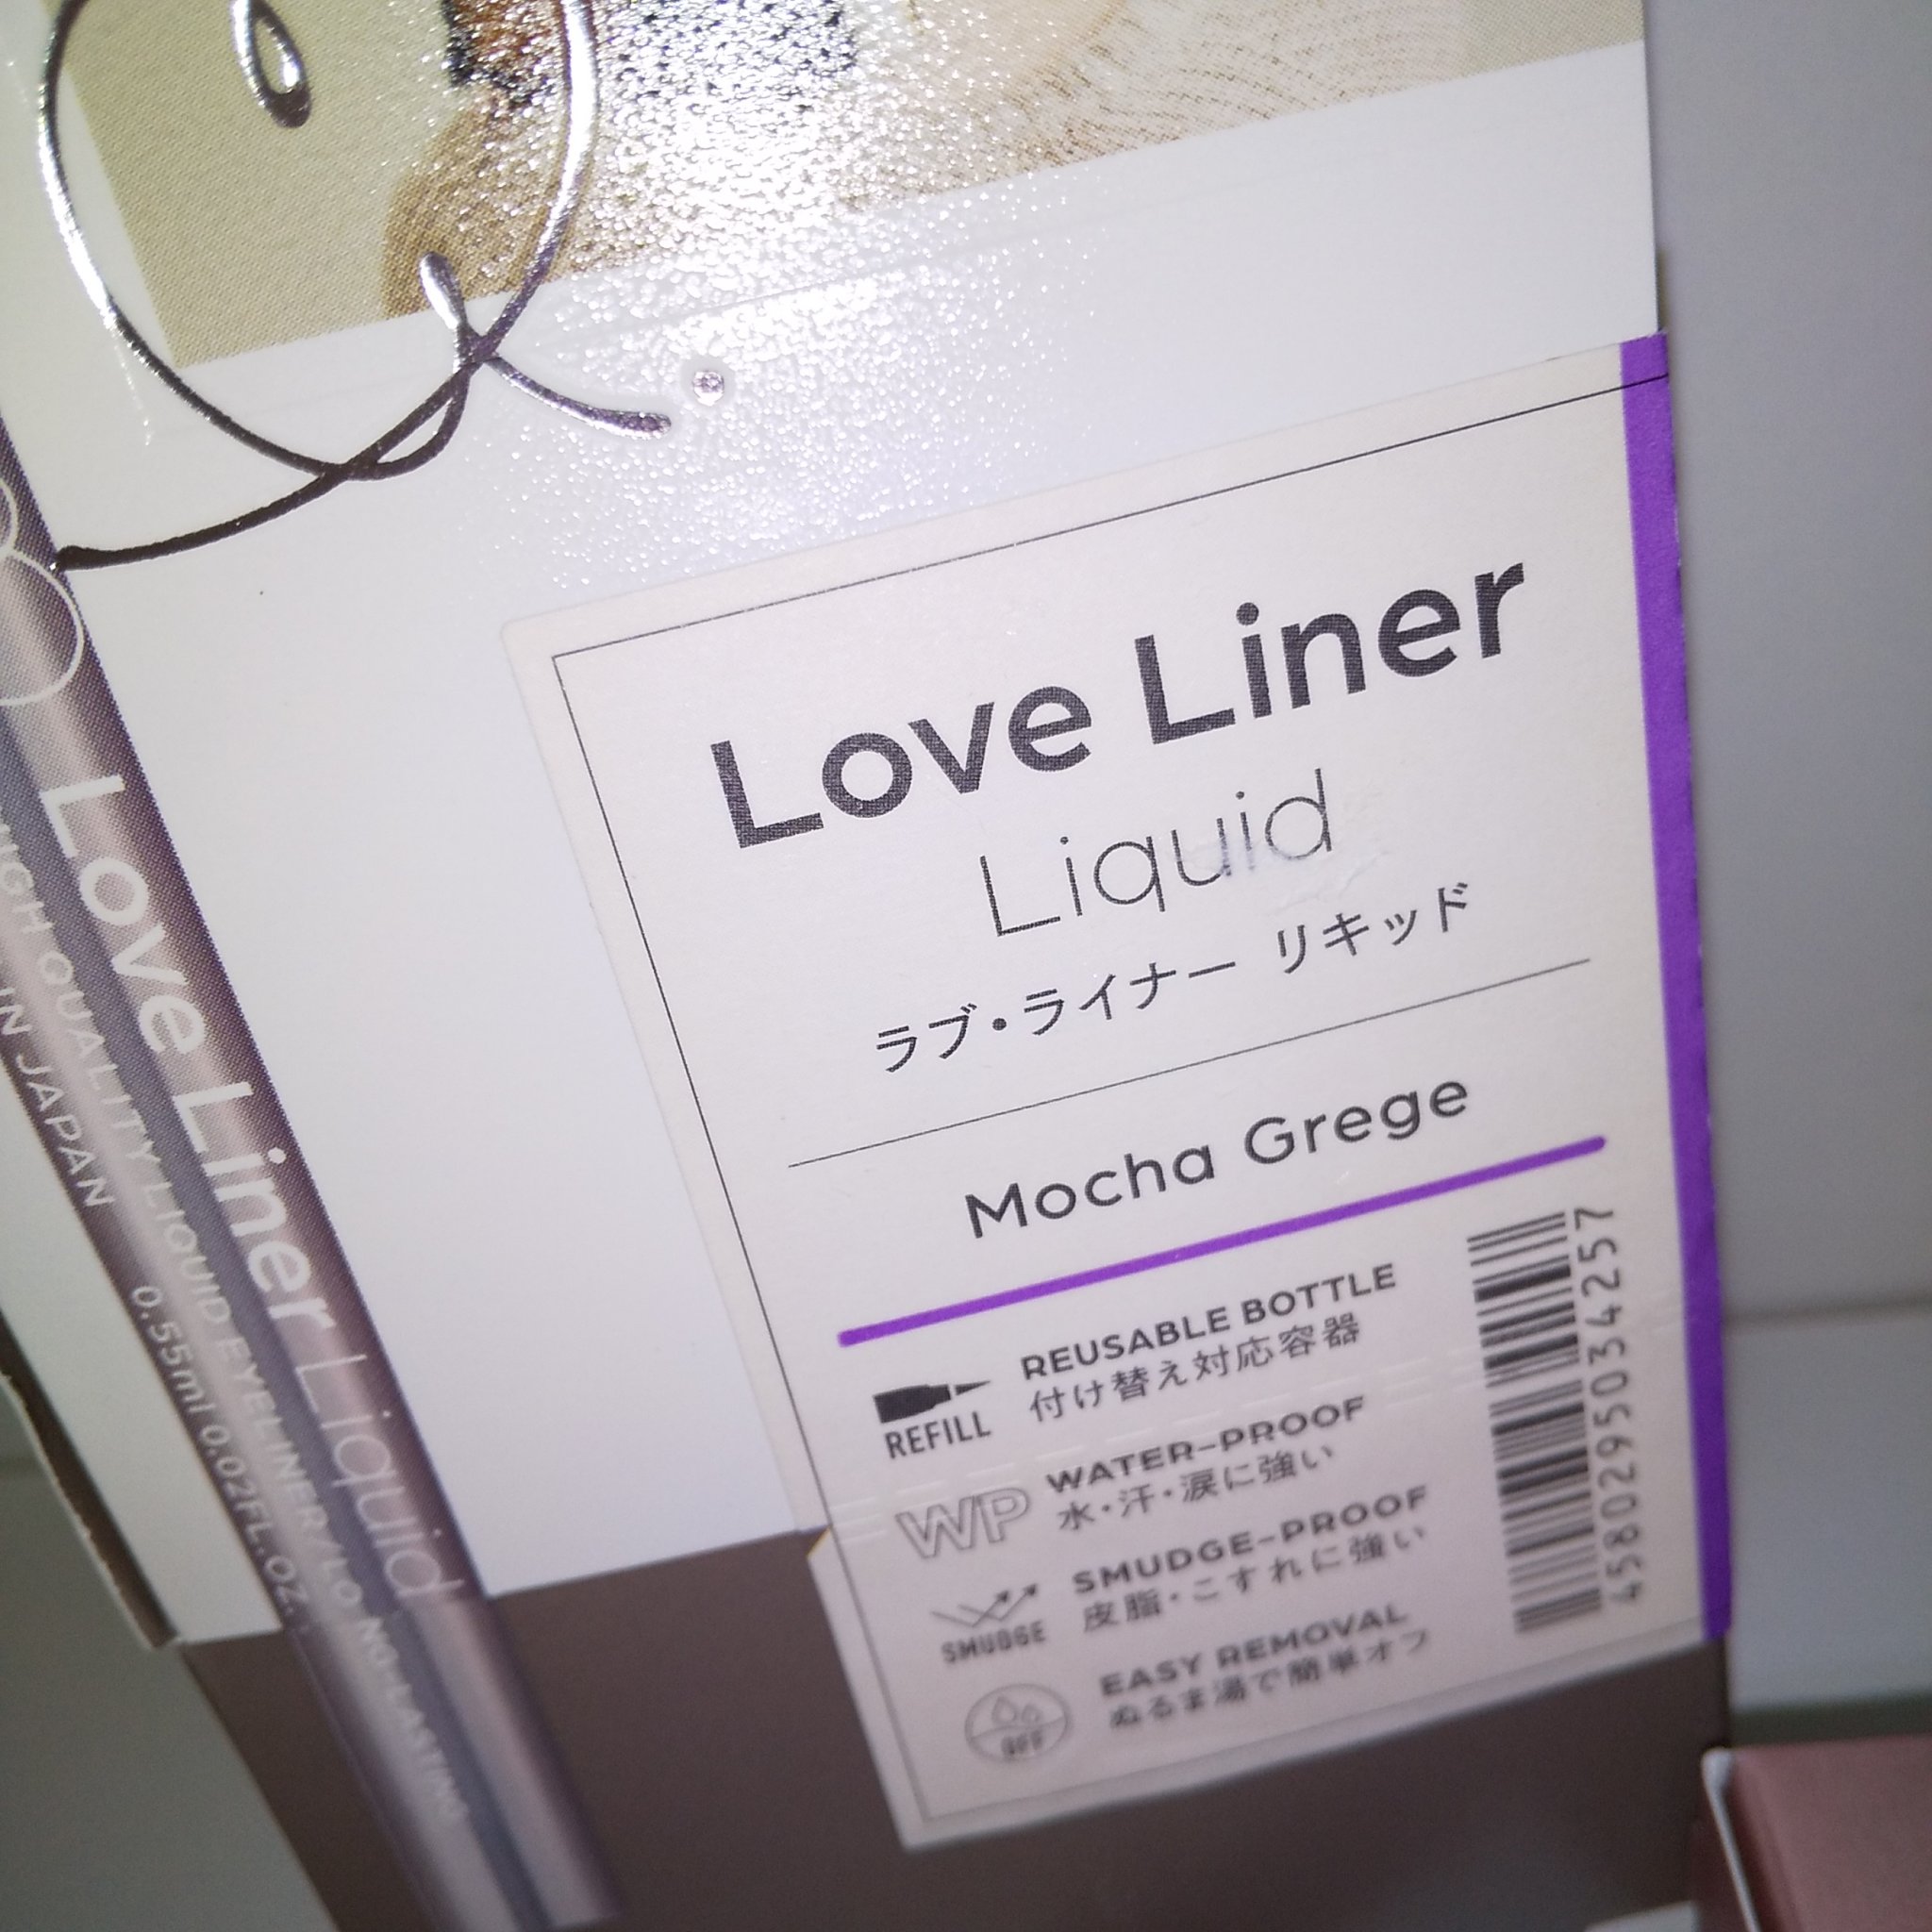 Love Liner
Liquid
ラブ・ライナー リキッド
Mocha Grege
REUSABLE BOTTLE
付け替え対応容器
REFILL
WATER-PROOF
水・汗・涙に強い
WP
SMUDGE-PROOF
皮脂・こすれに強い
SMUDGE
EASY REMOVAL
ぬるま湯で簡単オフ
OFF
4580295034257
Love Liner Liquid
HIGH QUALITY LIQUID EYELINER/LO
IN JAPAN
0.55ml 0.02FL.OZ.